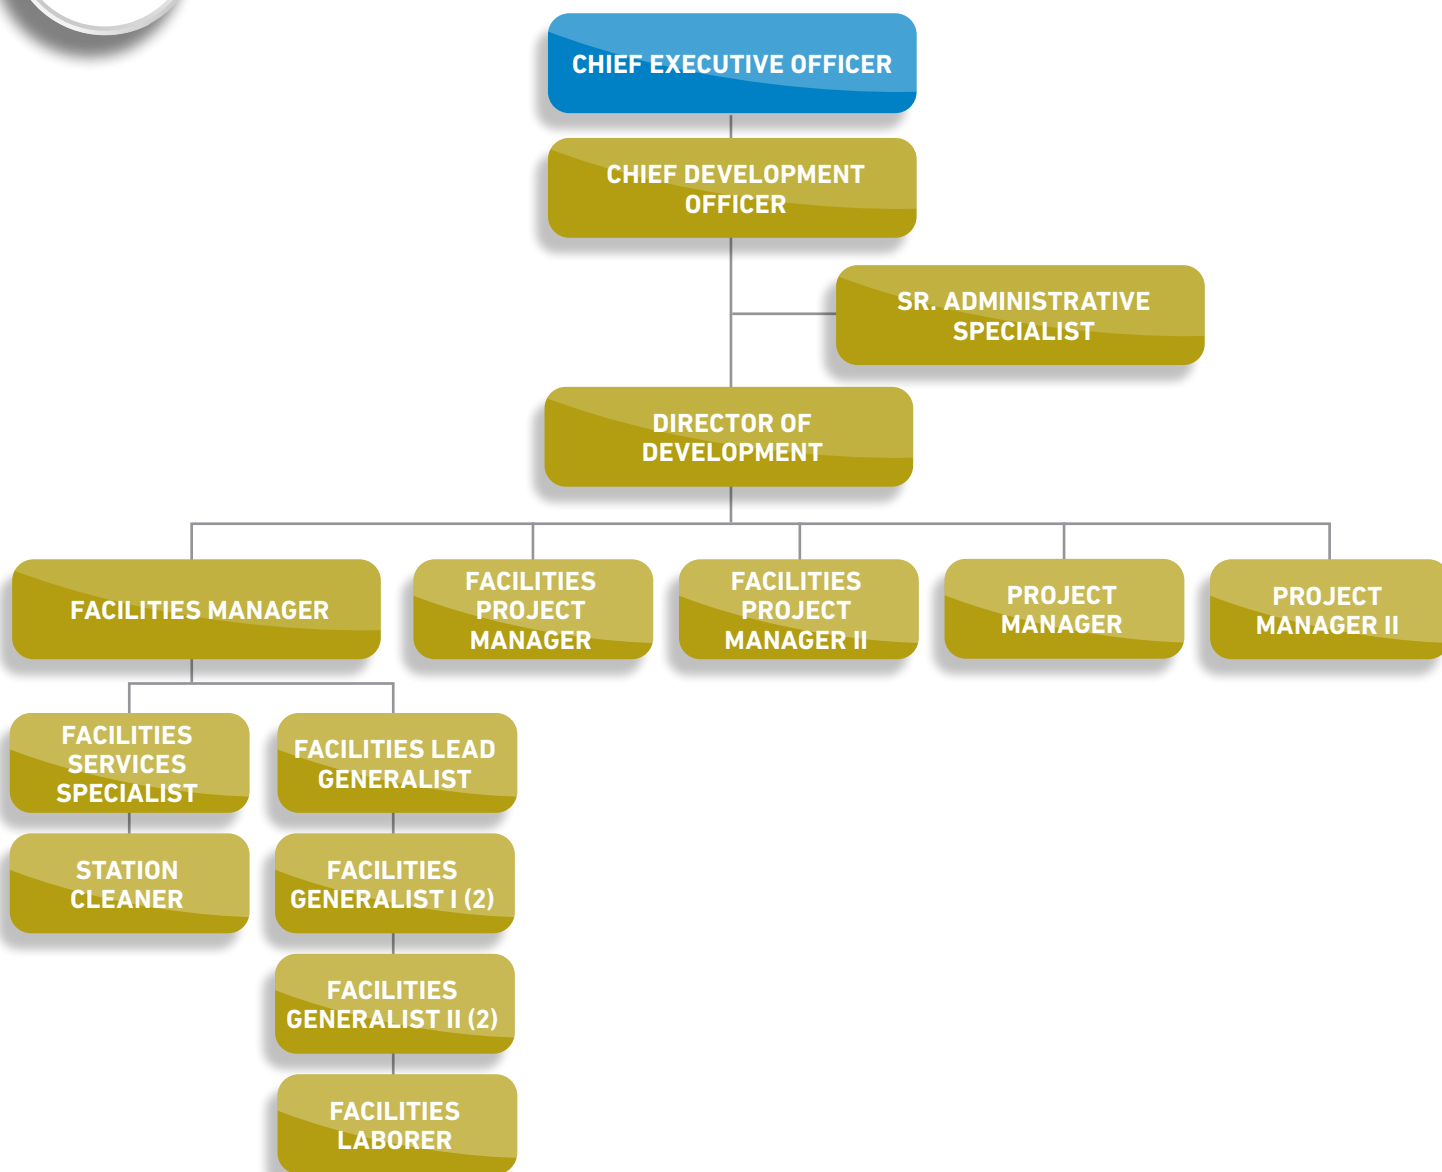 CHIEF EXECUTIVE OFFICER
CHIEF DEVELOPMENT
OFFICER
SR. ADMINISTRATIVE
SPECIALIST
DIRECTOR OF
DEVELOPMENT
FACILITIES MANAGER
FACILITIES
PROJECT
MANAGER
FACILITIES
PROJECT
MANAGER II
PROJECT
MANAGER
PROJECT
MANAGER II
FACILITIES
SERVICES
SPECIALIST
FACILITIES LEAD
GENERALIST
STATION
CLEANER
FACILITIES
GENERALIST I (2)
FACILITIES
GENERALIST II (2)
FACILITIES
LABORER